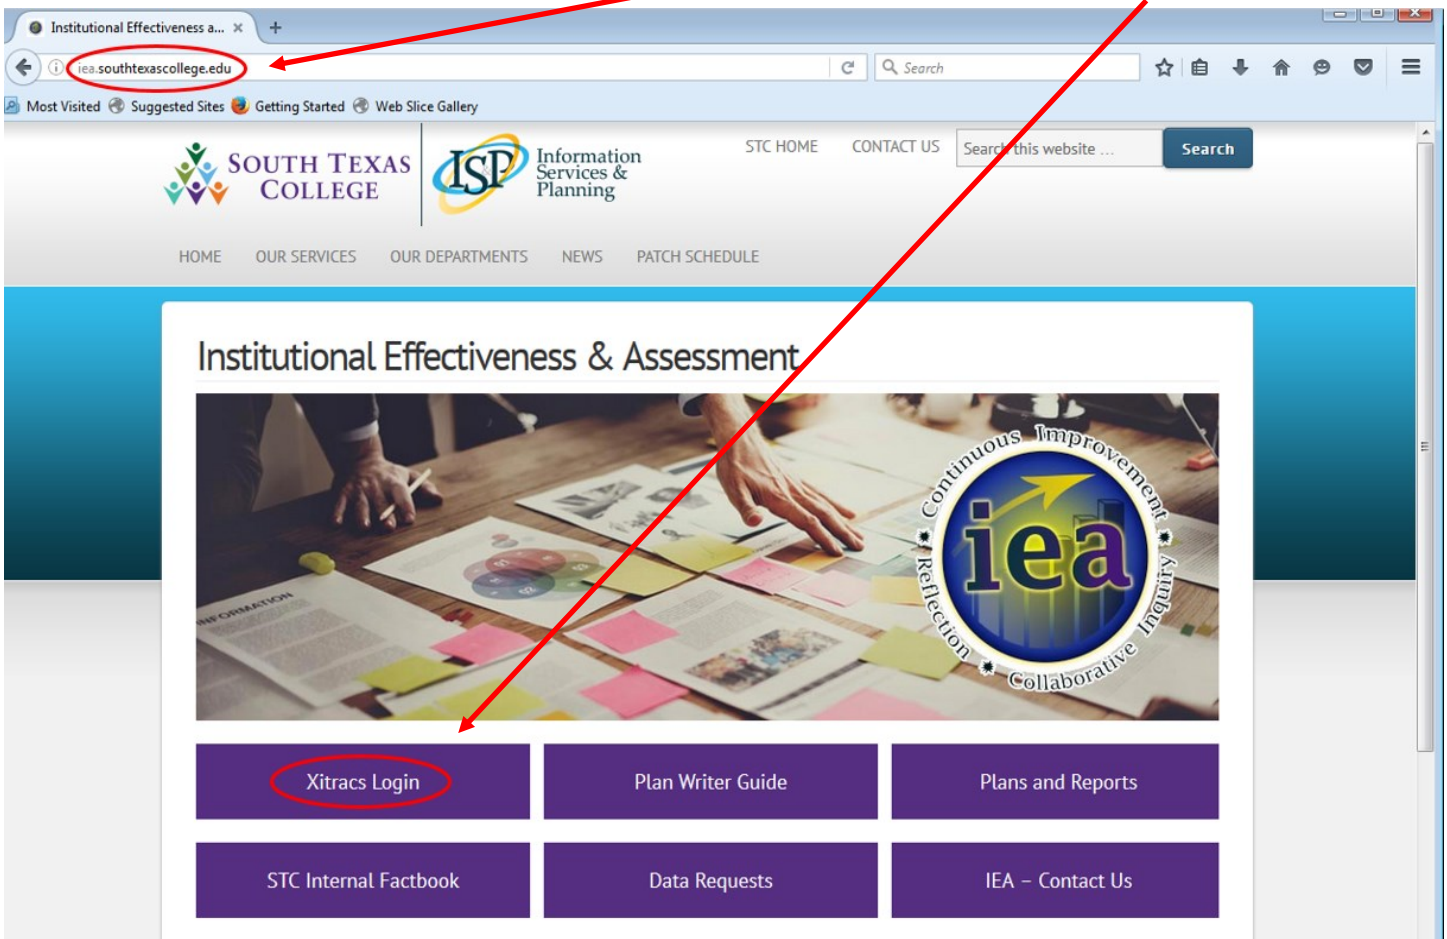 Institutional Effectiveness a...
iea.southtexascollege.edu
Search
Most Visited Suggested Sites Getting Started Web Slice Gallery
SOUTH TEXAS
COLLEGE
IS&P
Information
Services &
Planning
STC HOME CONTACT US Search this website ... Search
HOME OUR SERVICES OUR DEPARTMENTS NEWS PATCH SCHEDULE
Institutional Effectiveness & Assessment
INFORMATION
Continuous Improvement
iea
Reflection * Collaborative Inquiry
Xitracs Login Plan Writer Guide Plans and Reports
STC Internal Factbook Data Requests IEA – Contact Us